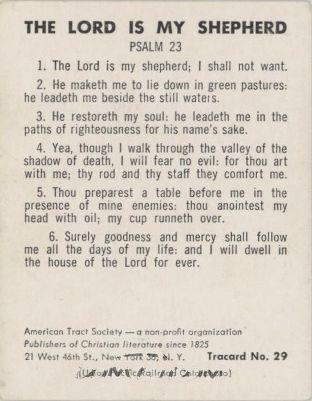 THE LORD IS MY SHEPHERD
PSALM 23
1. The Lord is my shepherd; I shall not want.
2. He maketh me to lie down in green pastures:
he leadeth me beside the still waters.
3. He restoreth my soul: he leadeth me in the
paths of righteousness for his name's sake.
4. Yea, though I walk through the valley of the
shadow of death, I will fear no evil: for thou art
with me; thy rod and thy staff they comfort me.
5. Thou preparest a table before me in the
presence of mine enemies: thou anointest my
head with oil; my cup runneth over.
6. Surely goodness and mercy shall follow
me all the days of my life: and I will dwell in
the house of the Lord for ever.
American Tract Society — a non-profit organization
Publishers of Christian literature since 1825
21 West 46th St., New York 36, N. Y. Tracard No. 29